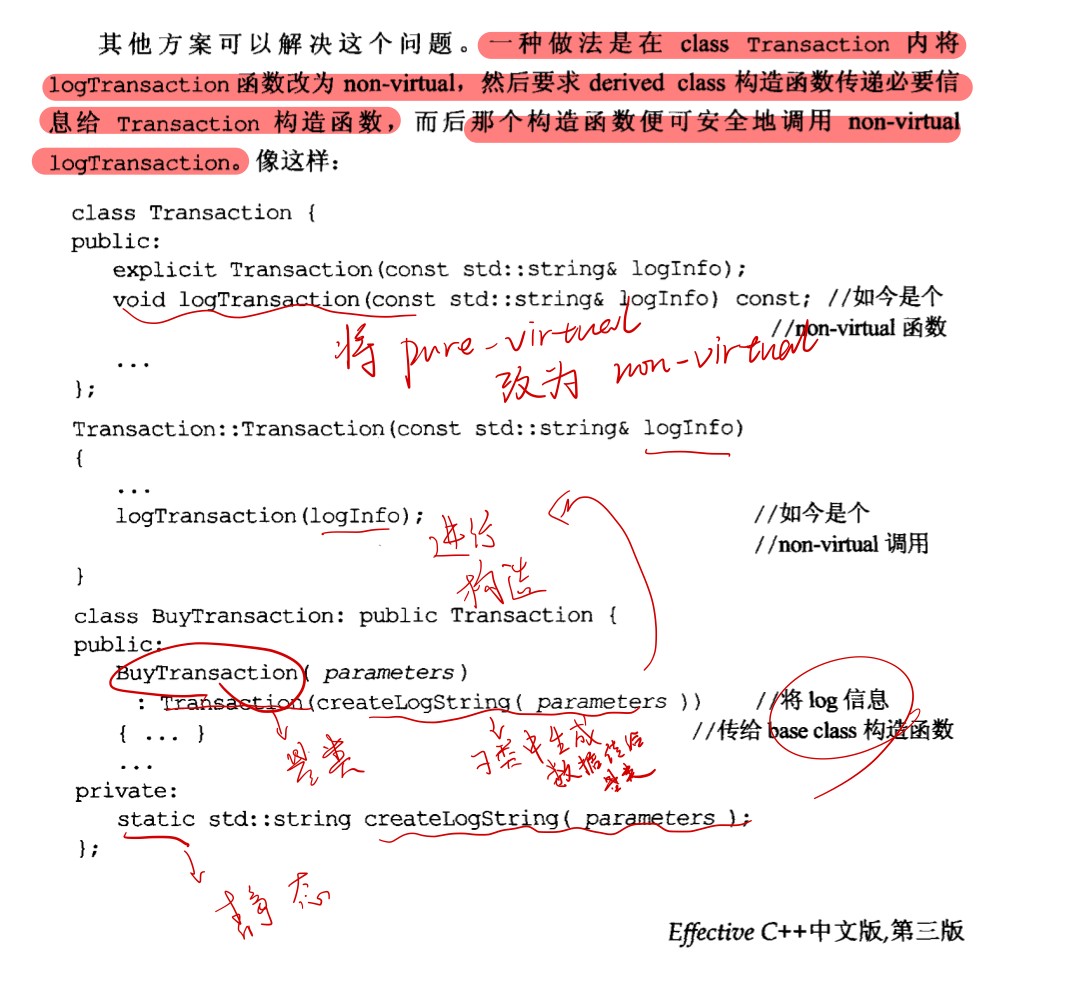 其他方案可以解决这个问题。一种做法是在 class Transaction 内将
logTransaction 函数改为 non-virtual，然后要求 derived class 构造函数传递必要信
息给 Transaction 构造函数，而后那个构造函数便可安全地调用 non-virtual
logTransaction。像这样：
class Transaction {
public:
explicit Transaction(const std::string& logInfo);
void logTransaction(const std::string& logInfo) const; //如今是个
//non-virtual 函数
将 pure-virtual
改为 non-virtual
...
};
Transaction::Transaction(const std::string& logInfo)
{
...
logTransaction(logInfo); //如今是个
//non-virtual 调用
进行
构造
}
class BuyTransaction: public Transaction {
public:
BuyTransaction( parameters)
: Transaction(createLogString( parameters )) //将 log 信息
{ ... } //传给 base class 构造函数
基类
子类中生成
数据传给
基类
...
private:
static std::string createLogString( parameters );
};
静态
Effective C++中文版,第三版